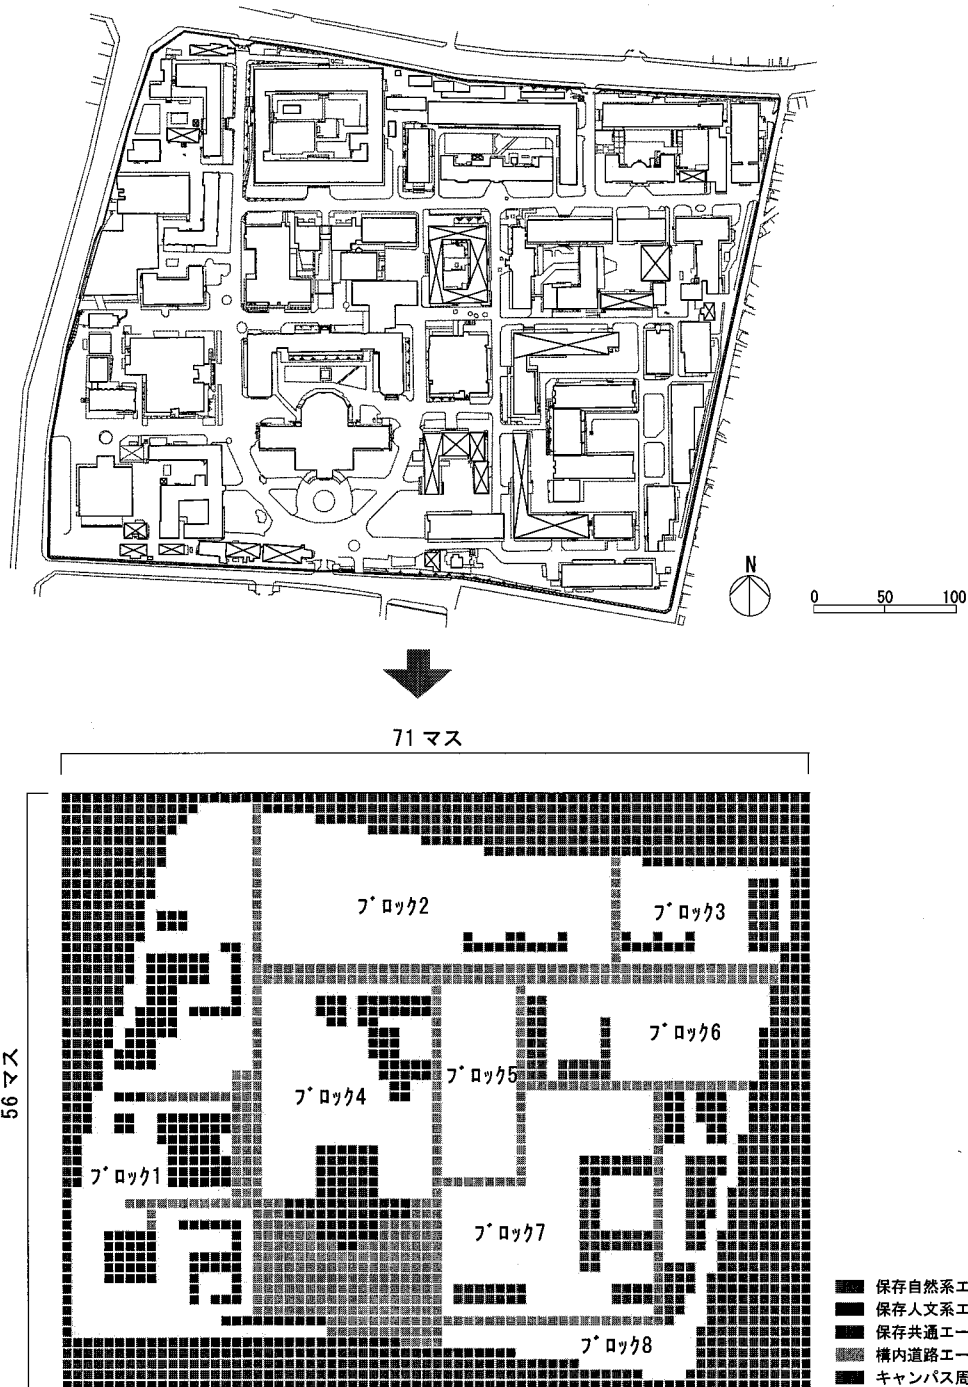 N
0 50 100
71 マス
56 マス
ブロック2
ブロック3
ブロック6
ブロック5
ブロック4
ブロック1
ブロック7
ブロック8
保存自然系エ
保存人文系エ
保存共通エー
構内道路エー
キャンパス周